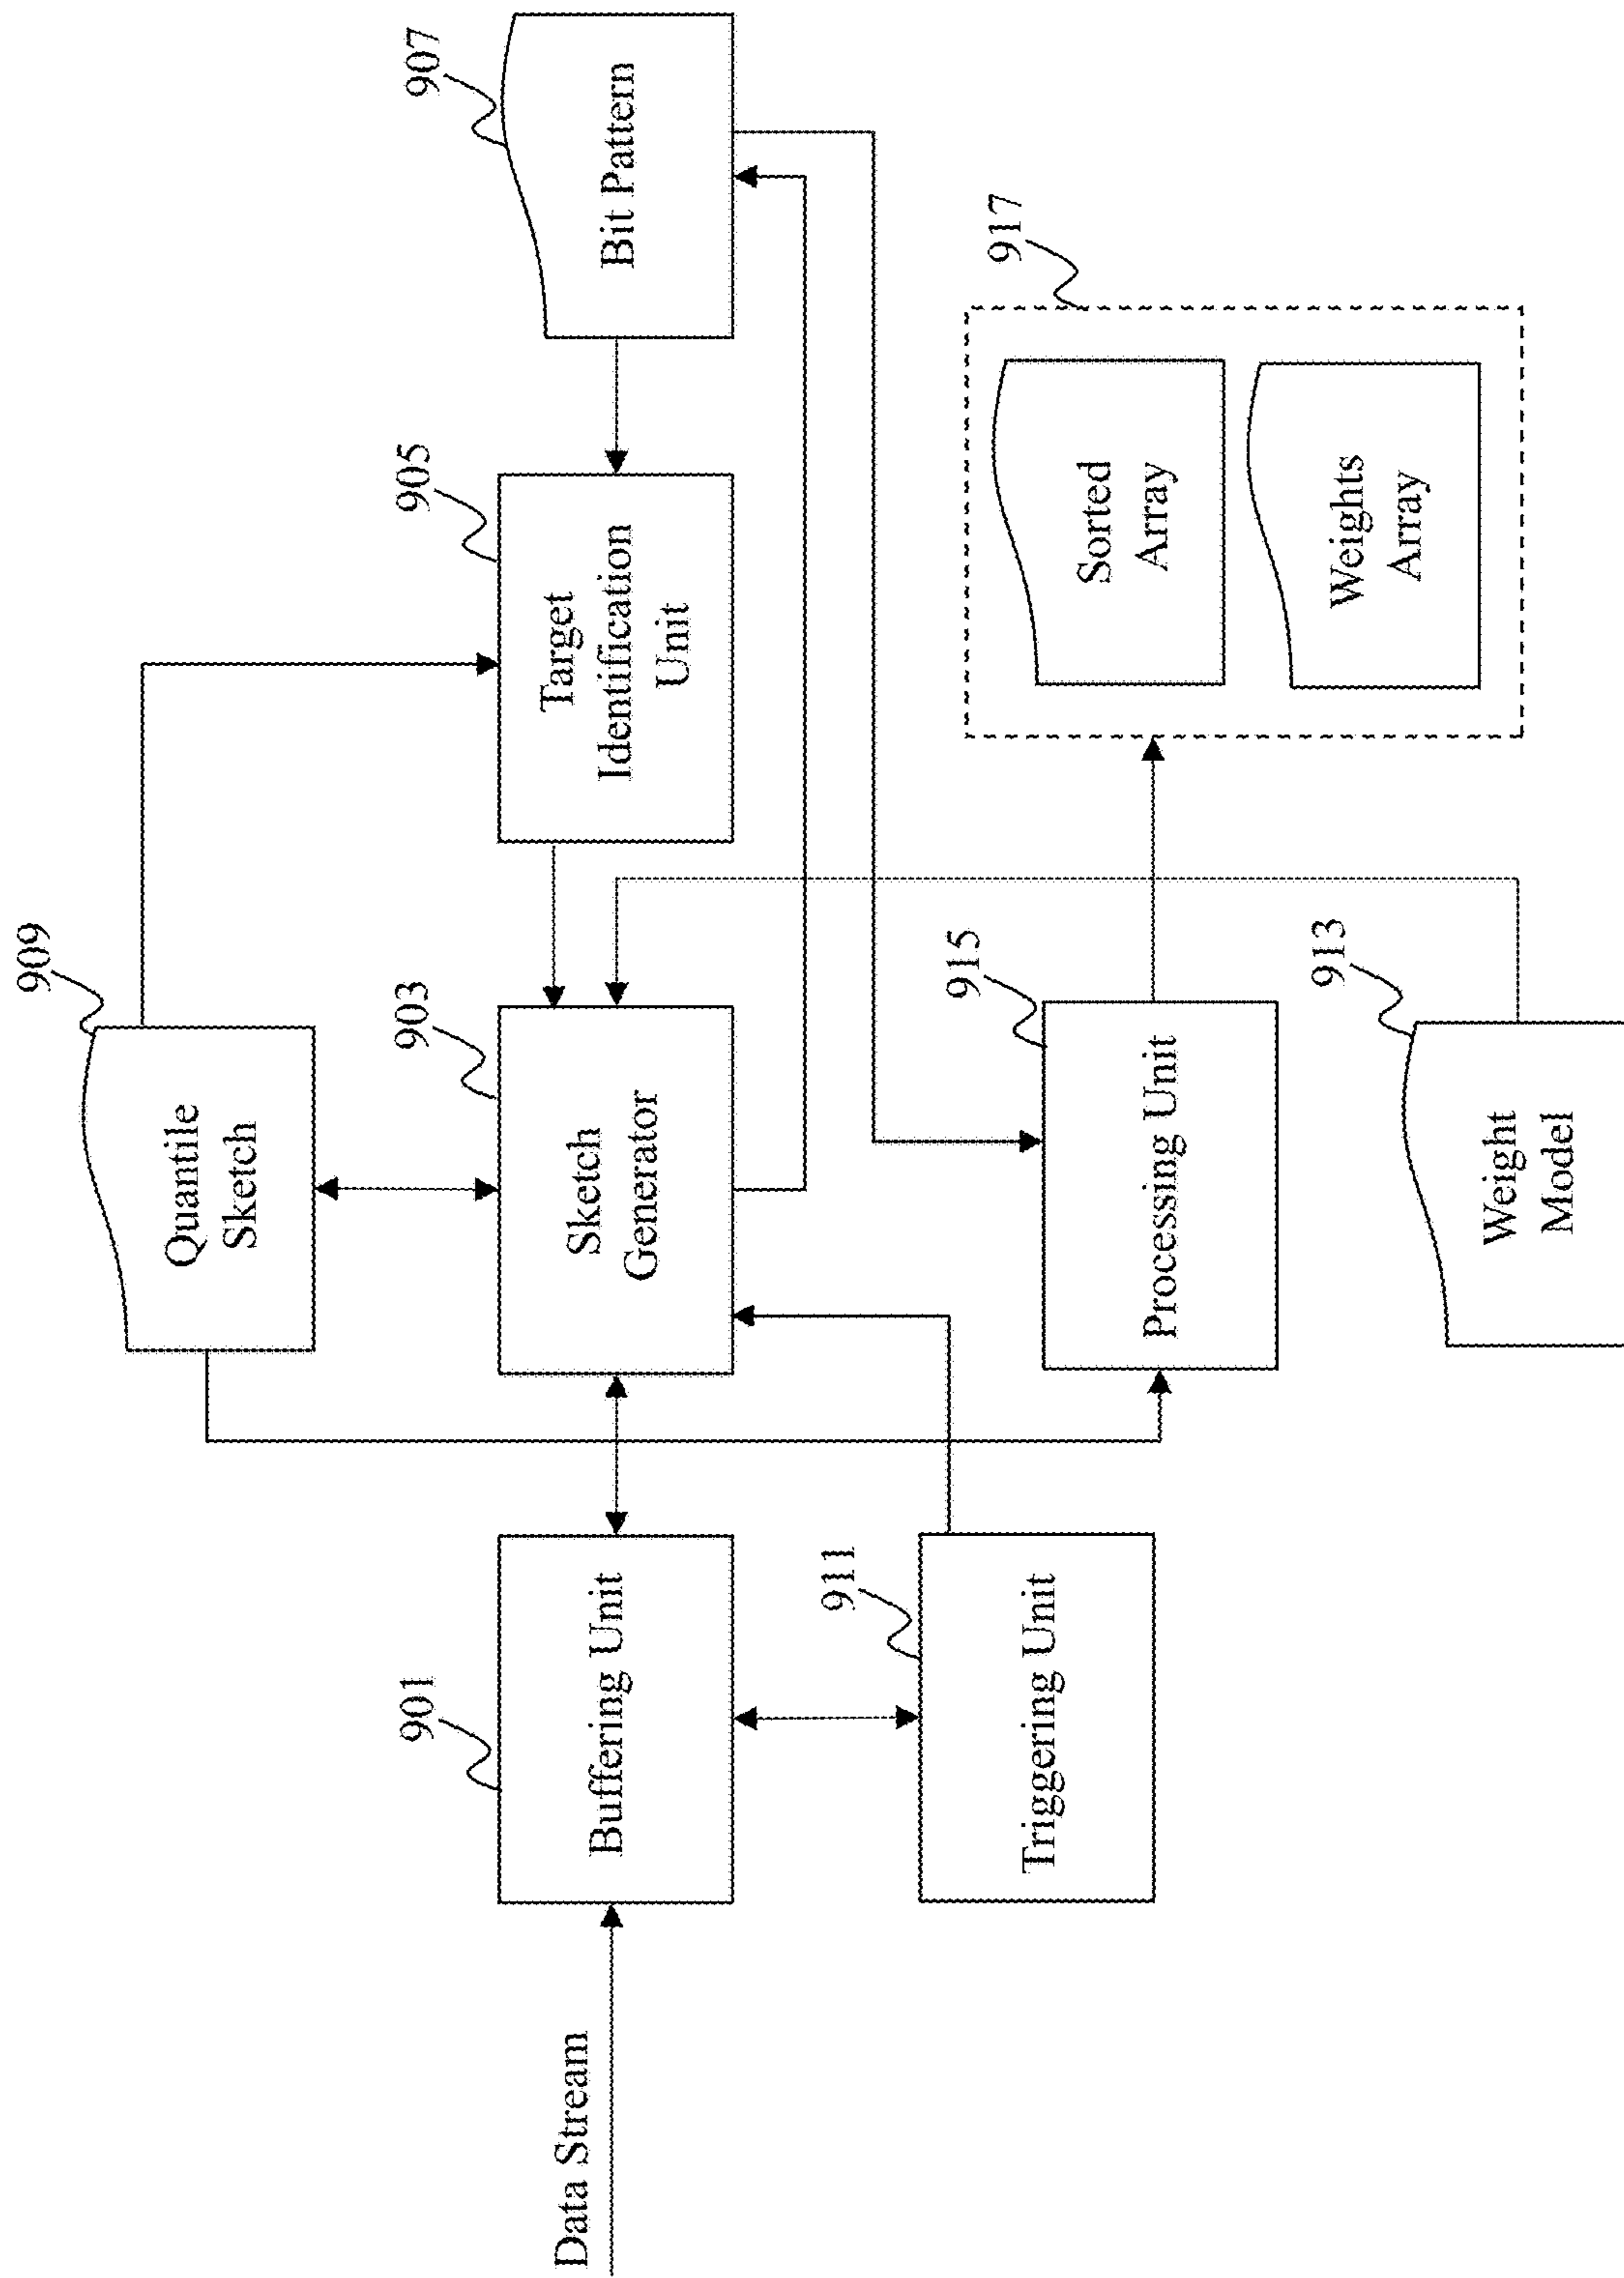 909
Quantile
Sketch
907
Bit Pattern
905
Target
Identification
Unit
903
Sketch
Generator
901
Buffering Unit
Data Stream
911
Triggering Unit
915
Processing Unit
917
Sorted
Array
Weights
Array
913
Weight
Model